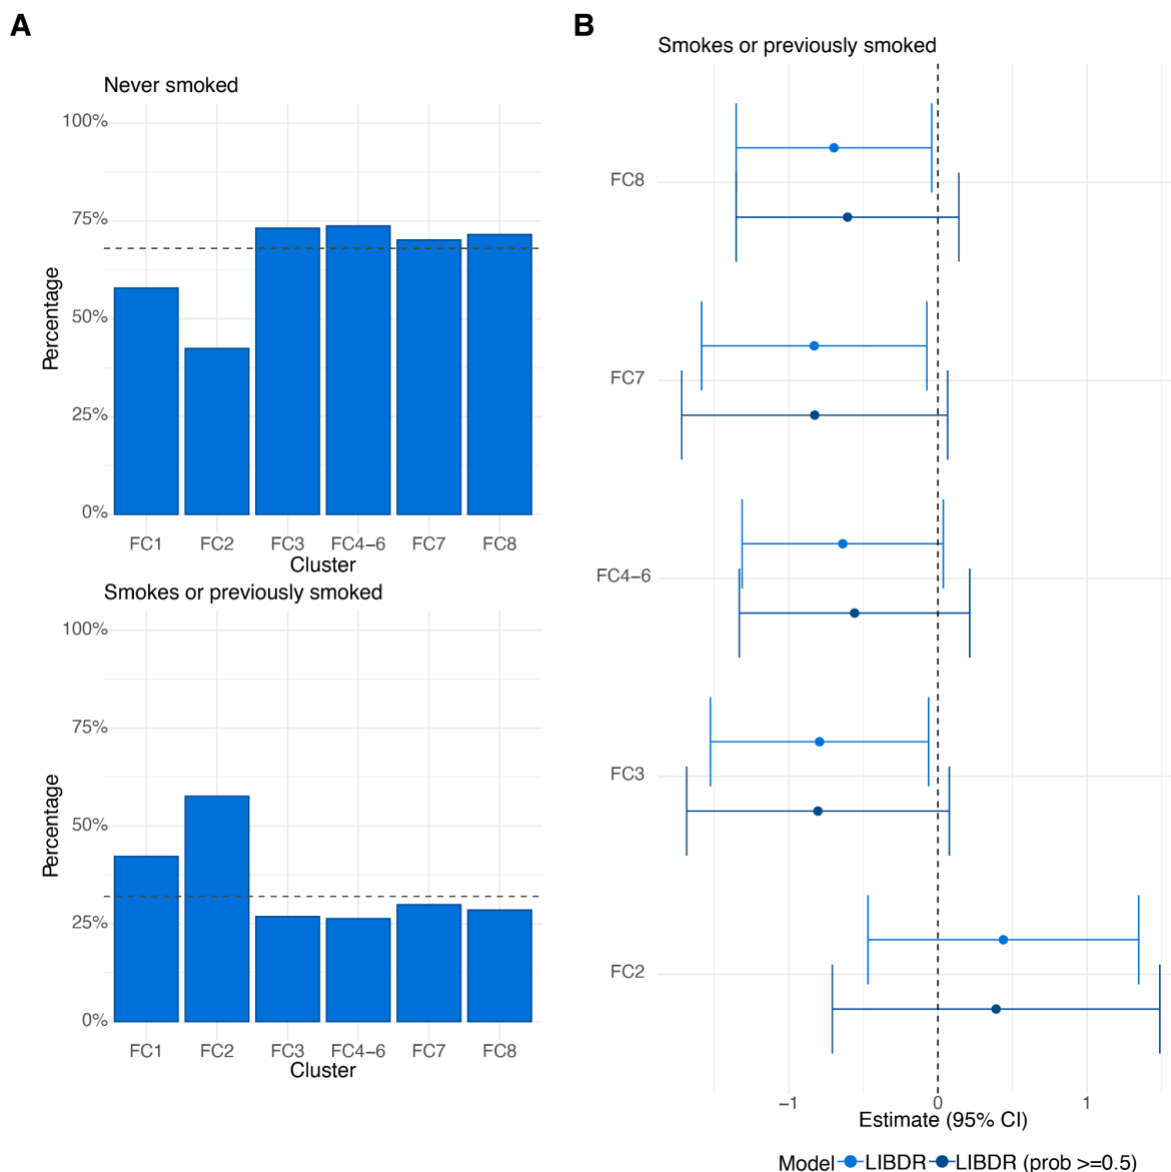 A
Never smoked
100%
75%
50%
25%
0%
Percentage
FC1 FC2 FC3 FC4−6 FC7 FC8
Cluster
Smokes or previously smoked
100%
75%
50%
25%
0%
Percentage
FC1 FC2 FC3 FC4−6 FC7 FC8
Cluster
B
Smokes or previously smoked
FC8
FC7
FC4−6
FC3
FC2
−1 0 1
Estimate (95% CI)
Model LIBDR LIBDR (prob >=0.5)